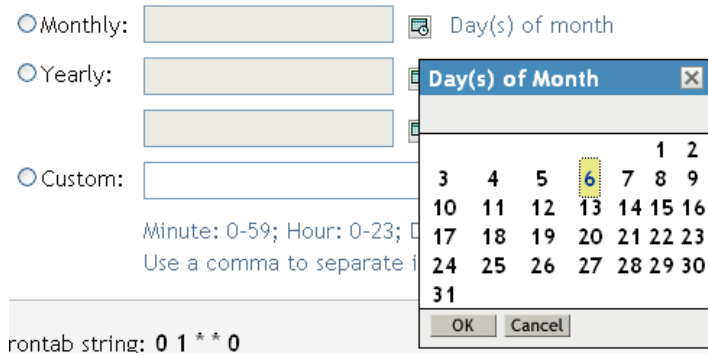 Monthly:
Day(s) of month
Yearly:
Day(s) of Month
1 2
3 4 5 6 7 8 9
10 11 12 13 14 15 16
17 18 19 20 21 22 23
24 25 26 27 28 29 30
31
OK Cancel
Custom:
Minute: 0-59; Hour: 0-23;
Use a comma to separate
rontab string: 0 1 * * 0